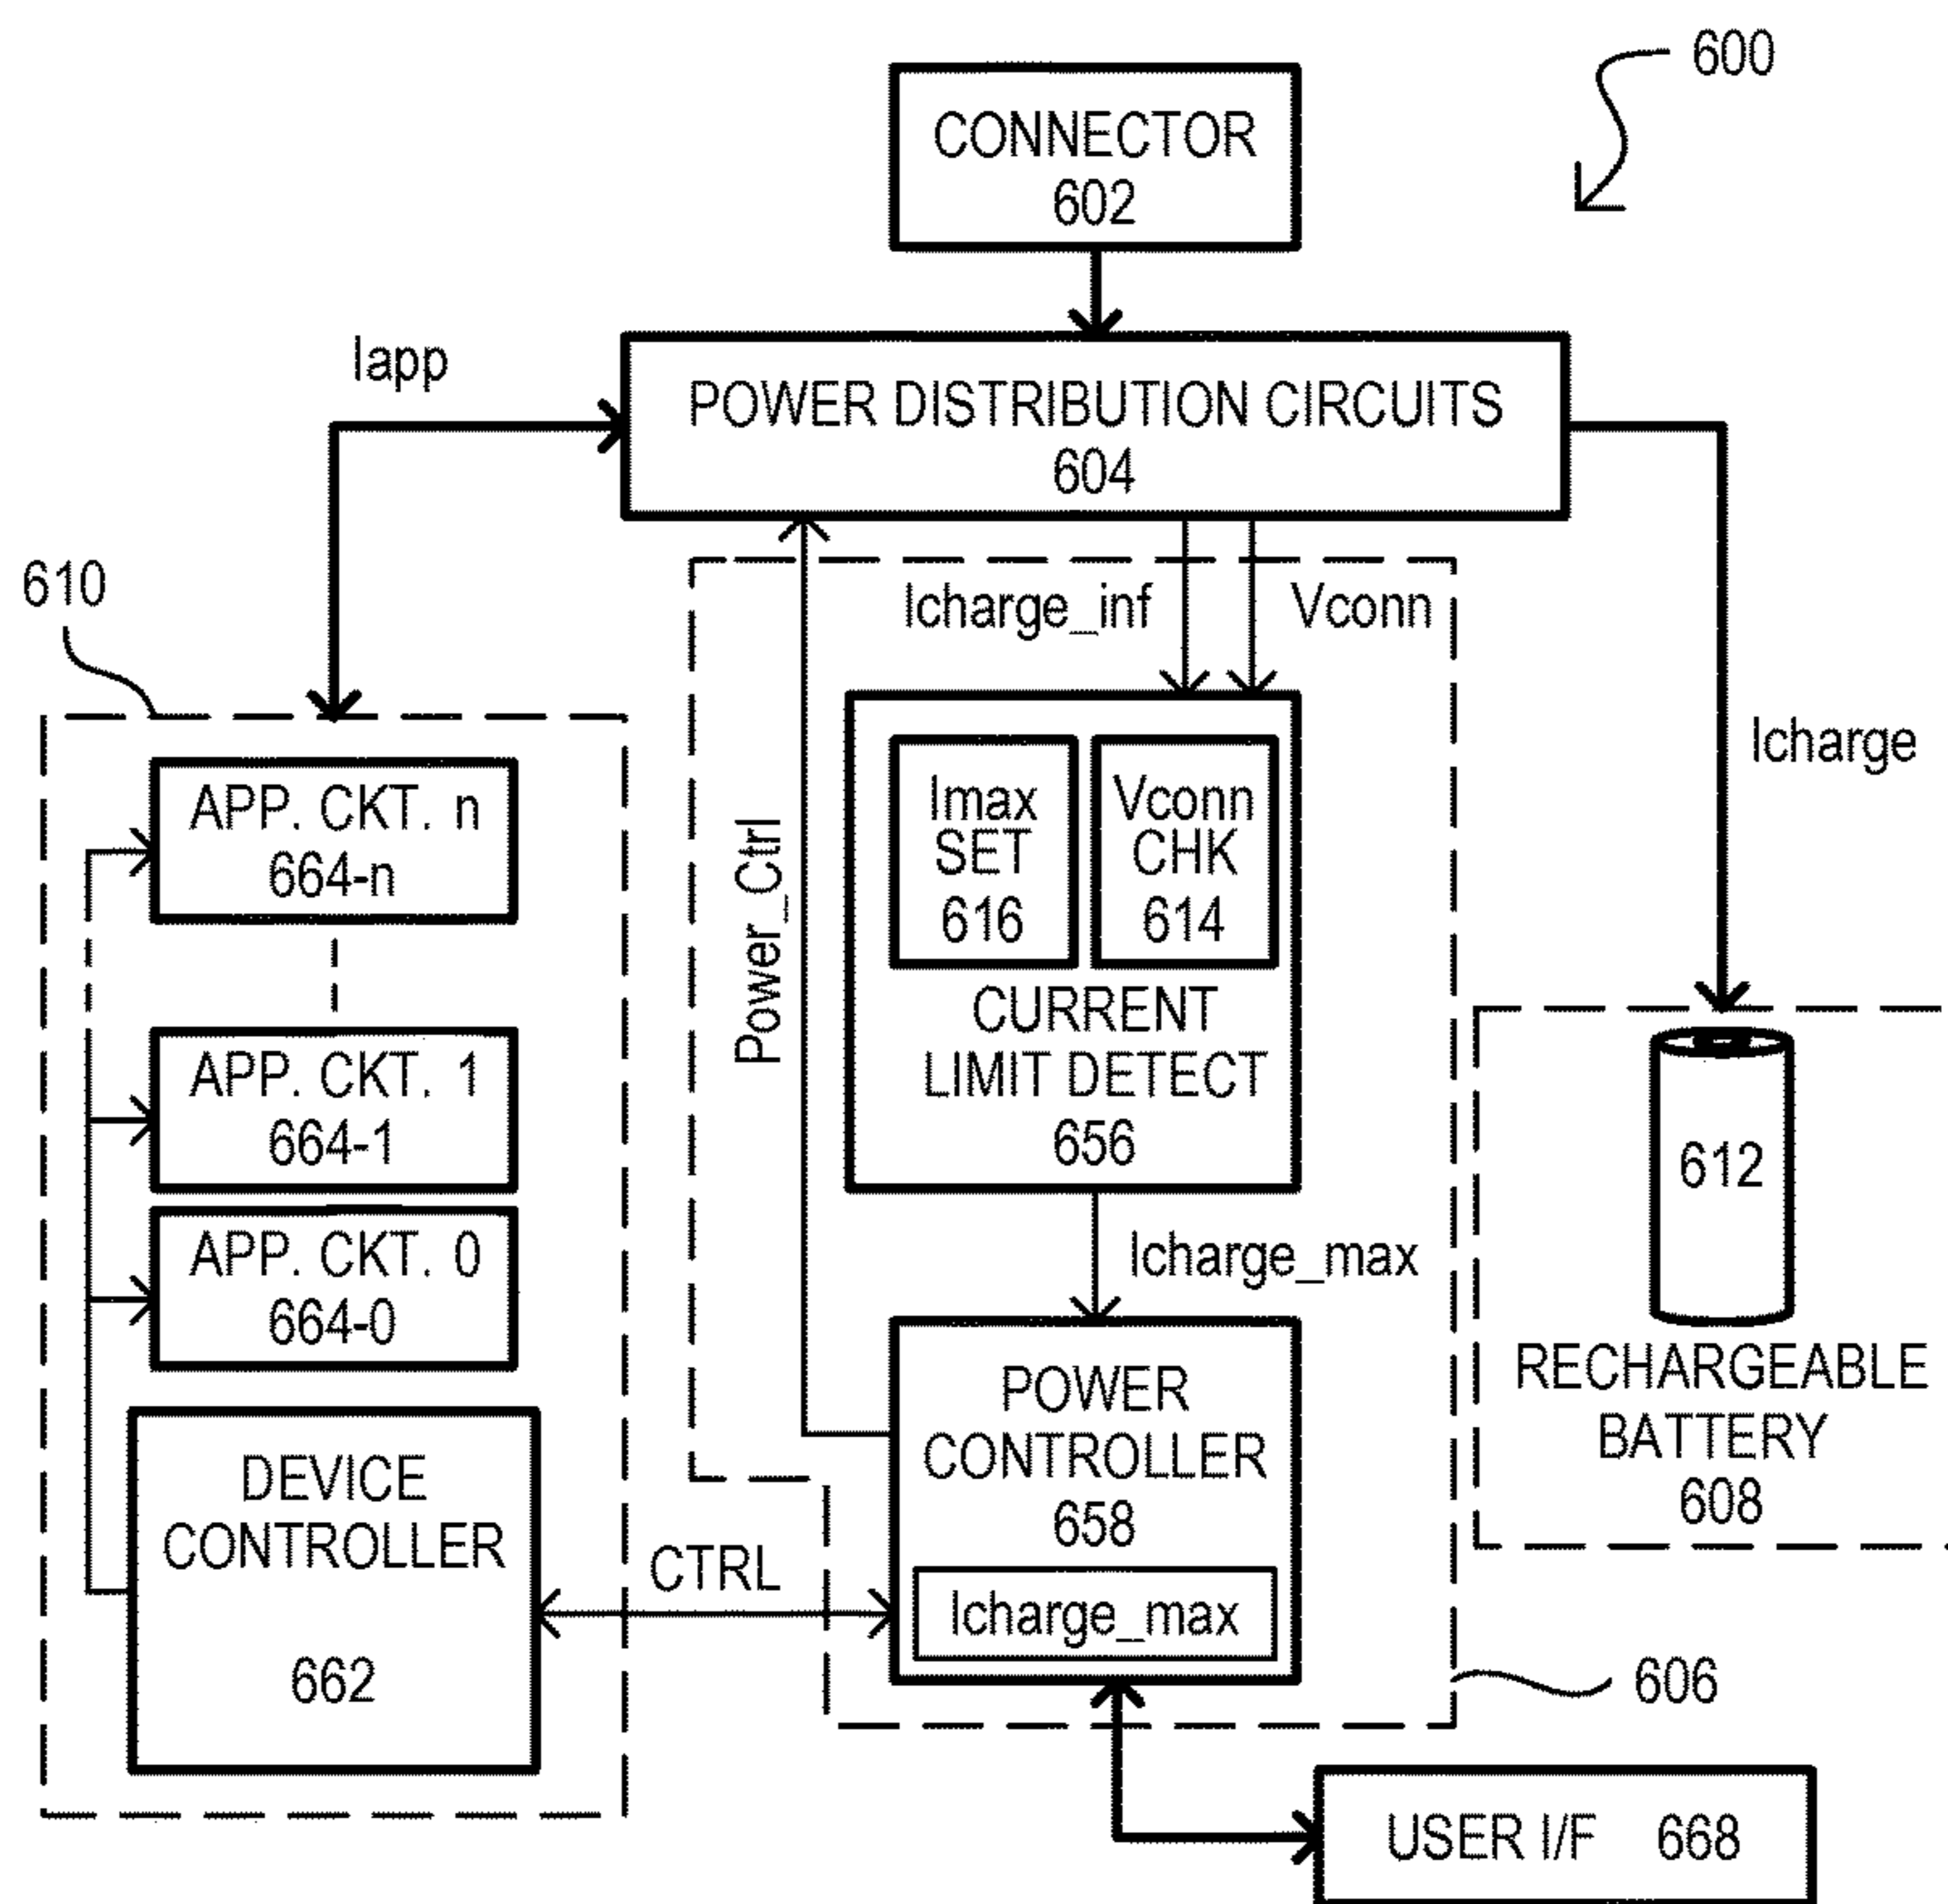 600
CONNECTOR
602
Iapp
POWER DISTRIBUTION CIRCUITS
604
610
Icharge_inf
Vconn
Icharge
APP. CKT. n
664-n
Power_Ctrl
Imax
SET
616
Vconn
CHK
614
CURRENT
LIMIT DETECT
656
APP. CKT. 1
664-1
612
APP. CKT. 0
664-0
Icharge_max
RECHARGEABLE
BATTERY
608
POWER
CONTROLLER
658
Icharge_max
DEVICE
CONTROLLER
662
CTRL
606
USER I/F 668